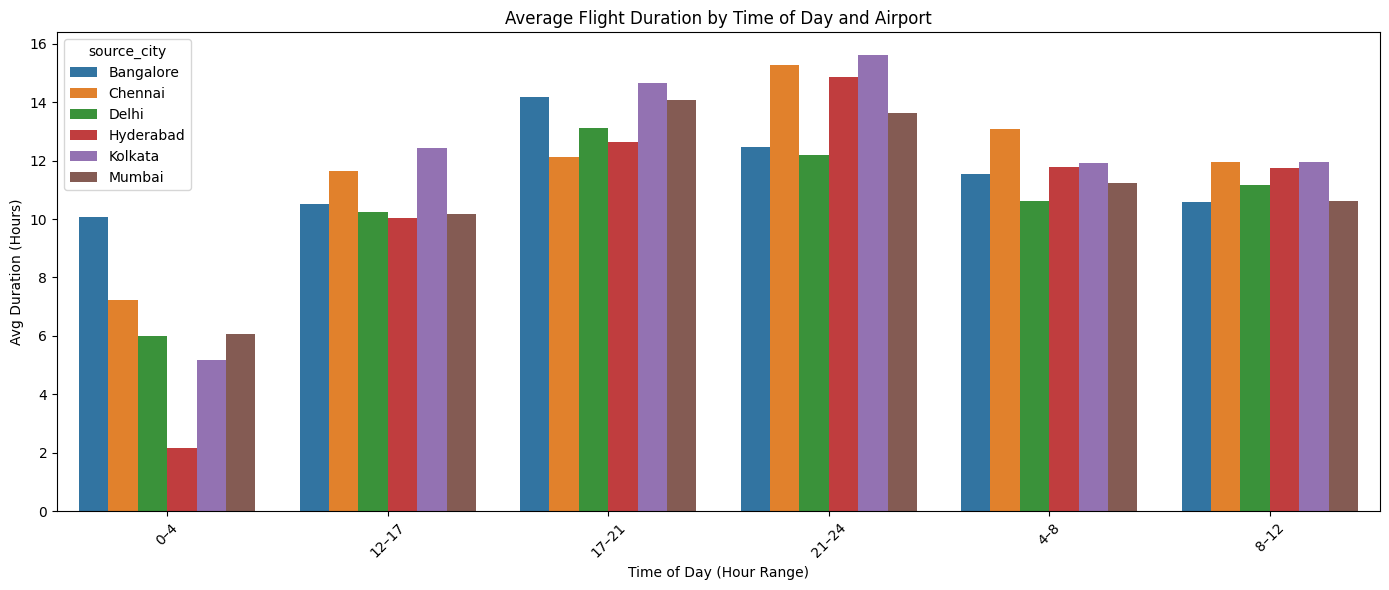 Average Flight Duration by Time of Day and Airport
source_city
Bangalore
Chennai
Delhi
Hyderabad
Kolkata
Mumbai
Avg Duration (Hours)
16
14
12
10
8
6
4
2
0
0–4
12–17
17–21
21–24
4–8
8–12
Time of Day (Hour Range)